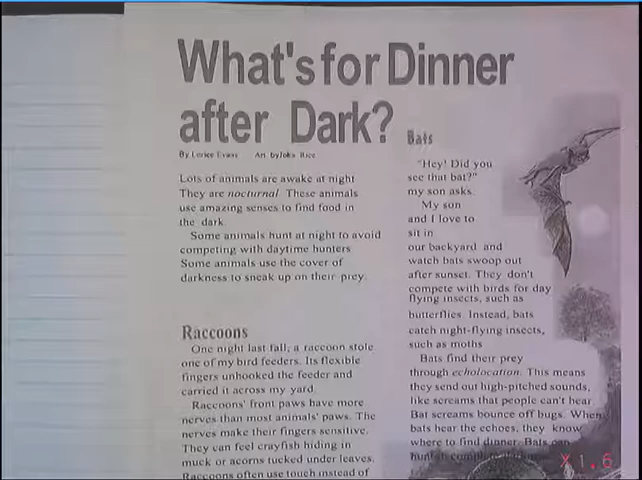 What's for Dinner
after Dark?
By Lorice Evans Art by John Rice
Lots of animals are awake at night
They are nocturnal These animals
use amazing senses to find food in
the dark.
Some animals hunt at night to avoid
competing with daytime hunters
Some animals use the cover of
darkness to sneak up on their prey.
Raccoons
One night last fall, a raccoon stole
one of my bird feeders. Its flexible
fingers unhooked the feeder and
carried it across my yard.
Raccoons' front paws have more
nerves than most animals' paws. The
nerves make their fingers sensitive.
They can feel crayfish hiding in
muck or acorns tucked under leaves.
Raccoons often use touch instead of
Bats
"Hey! Did you
see that bat?"
my son asks.
My son
and I love to
sit in
our backyard and
watch bats swoop out
after sunset. They don't
compete with birds for day
flying insects, such as
butterflies. Instead, bats
catch night-flying insects,
such as moths
Bats find their prey
through echolocation. This means
they send out high-pitched sounds,
like screams that people can't hear.
Bat screams bounce off bugs. When
bats hear the echoes, they know
where to find dinner. Bats can
hunt in complete
X1.6